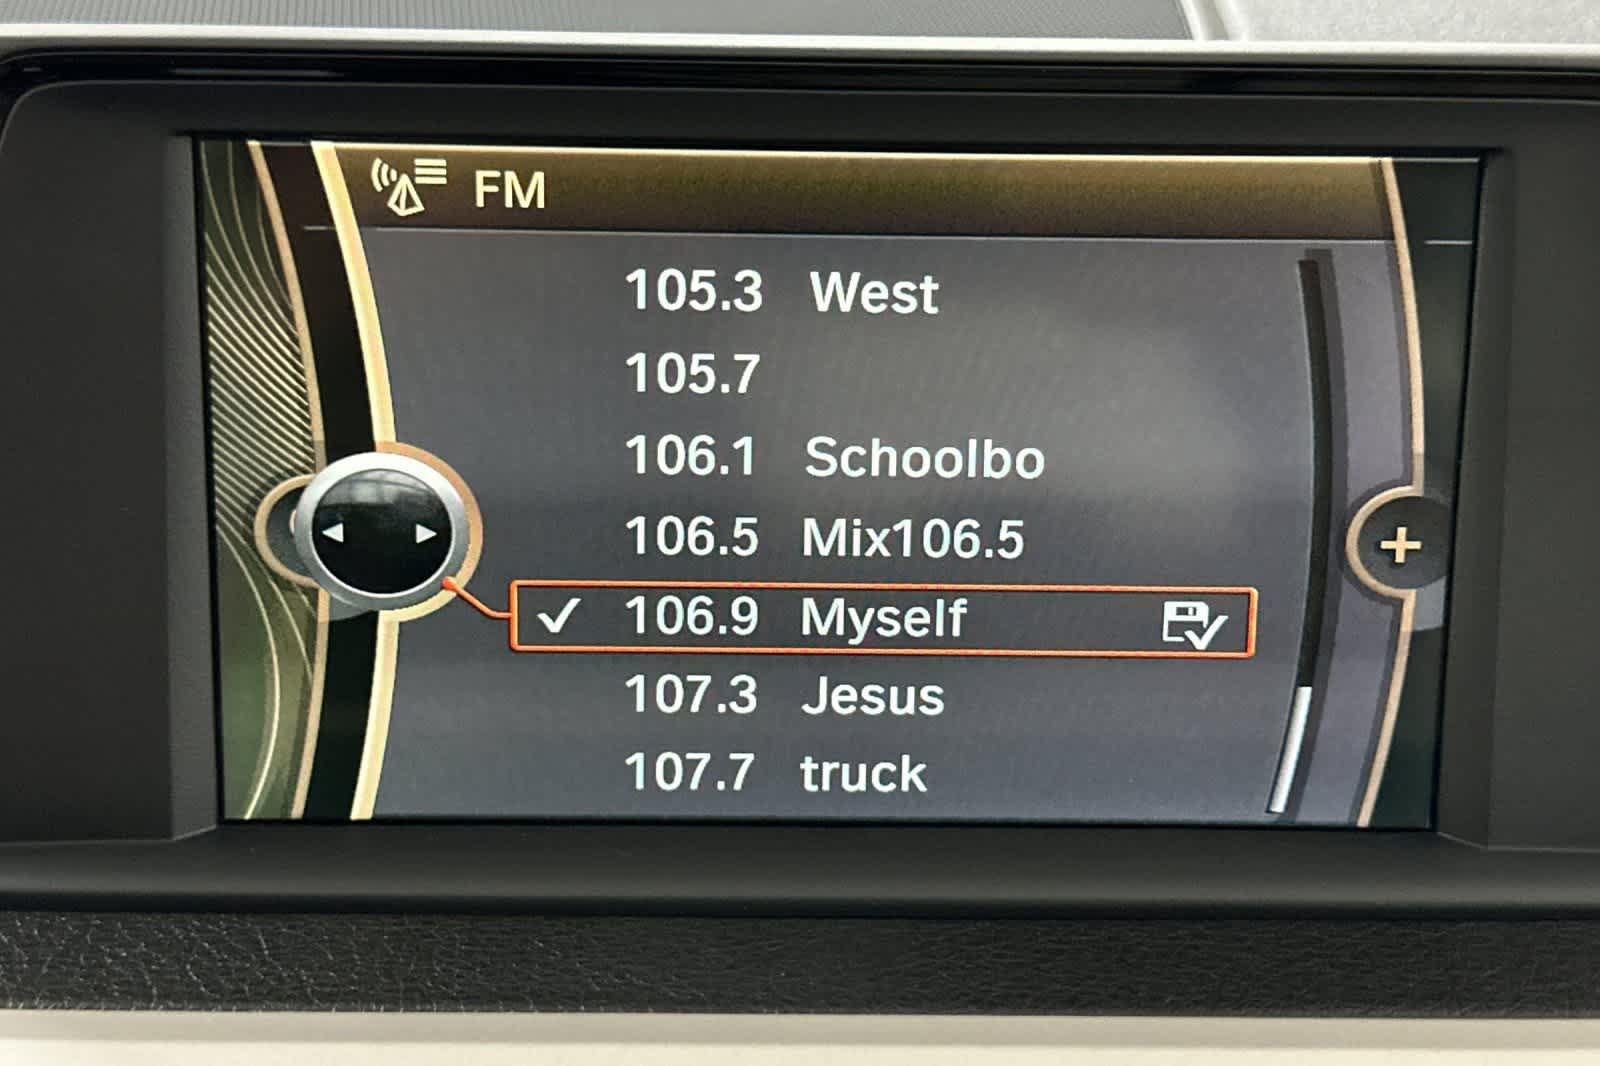 FM
105.3 West
105.7
106.1 Schoolbo
106.5 Mix106.5
106.9 Myself
107.3 Jesus
107.7 truck